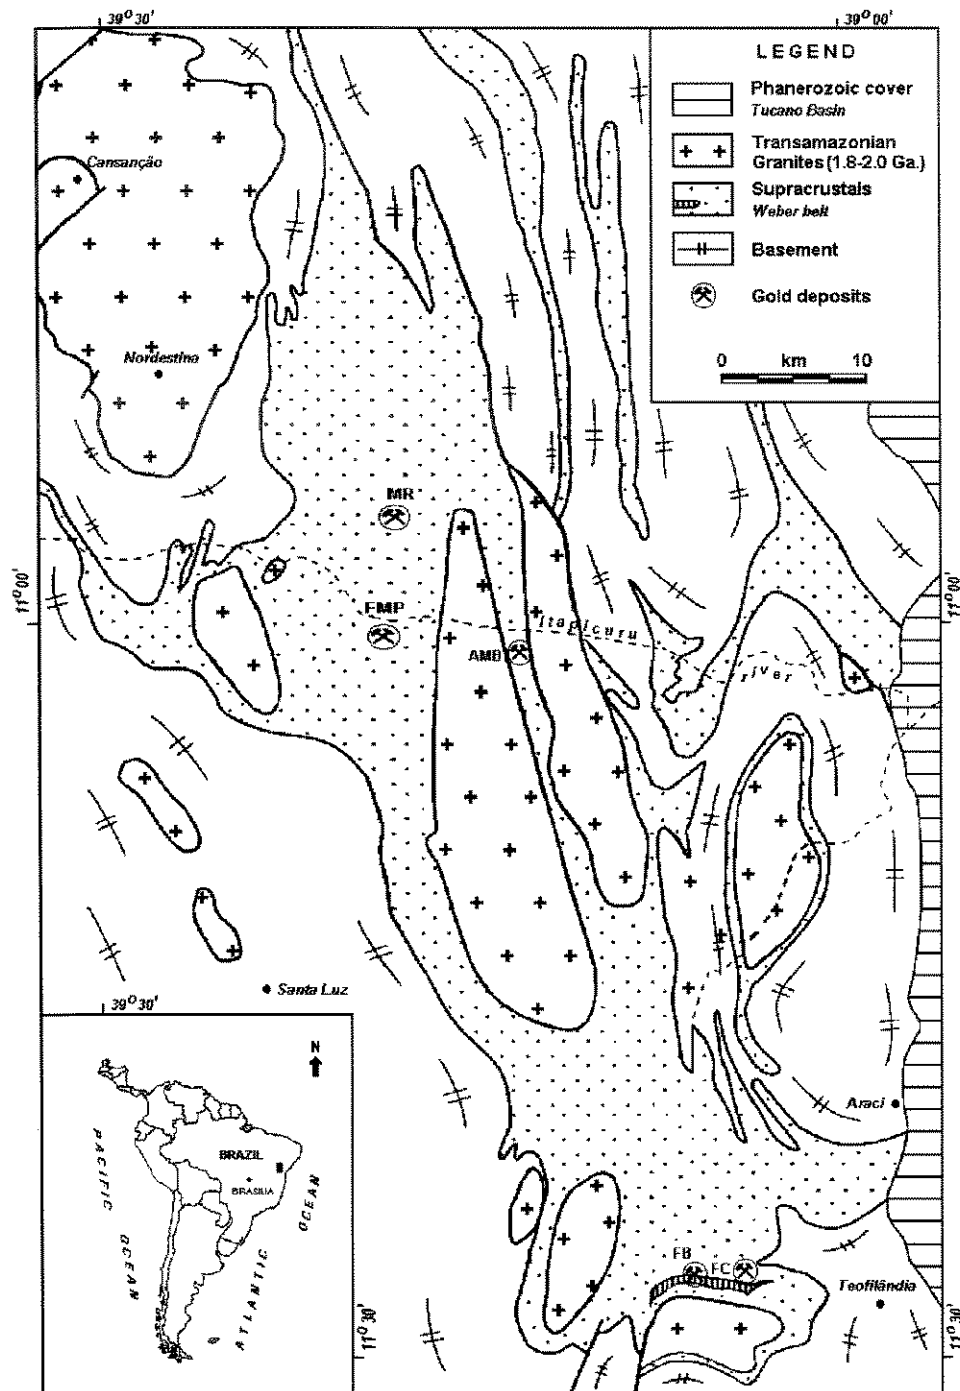 39° 30'
39° 00'
LEGEND
Phanerozoic cover
Tucano Basin
Transamazonian
Granites (1.8-2.0 Ga.)
Supracrustals
Weber belt
Basement
Gold deposits
0 km 10
Cansanção
Nordestina
MR
11° 00'
11° 00'
FMP
Itapicuru
AMB
river
Santa Luz
39° 30'
N
Araci
BRAZIL
BRASILIA
PACIFIC
OCEAN
ATLANTIC
OCEAN
FB
FC
Teofilândia
11° 30'
11° 30'